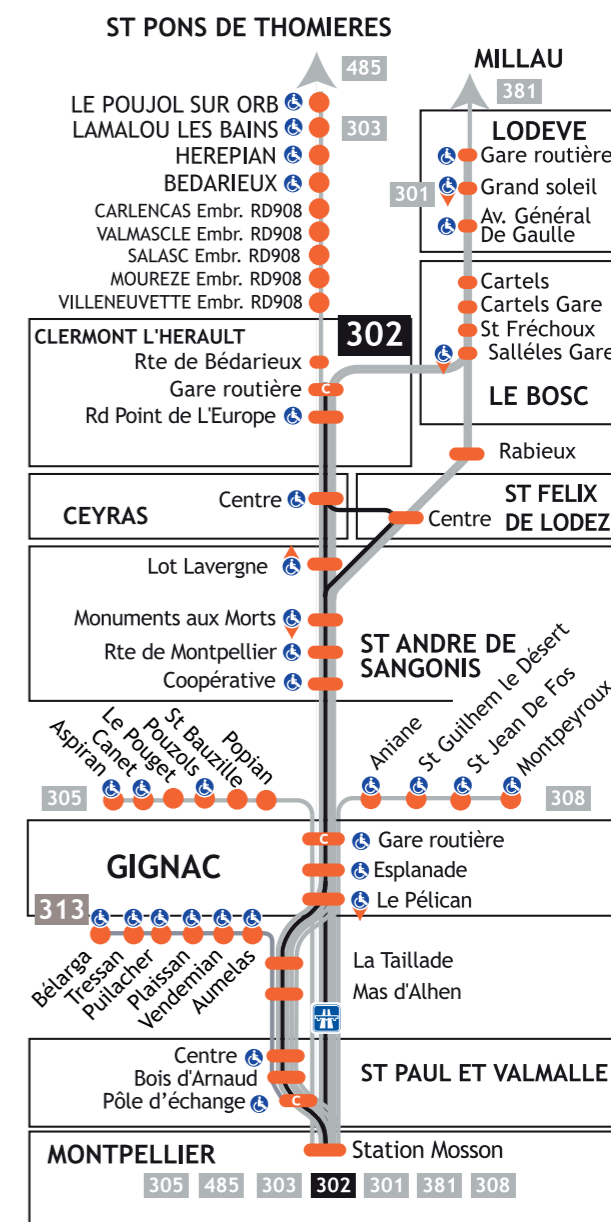 ST PONS DE THOMIERES
485
MILLAU
381
LE POUJOL SUR ORB
LAMALOU LES BAINS
303
HEREPIAN
BEDARIEUX
CARLENCAS Embr. RD908
VALMASCLE Embr. RD908
SALASC Embr. RD908
MOUREZE Embr. RD908
VILLENEUVETTE Embr. RD908
LODEVE
Gare routière
301
Grand soleil
Av. Général
De Gaulle
Cartels
Cartels Gare
St Fréchoux
Salléles Gare
LE BOSC
302
CLERMONT L'HERAULT
Rte de Bédarieux
Gare routière
C
Rd Point de L'Europe
Rabieux
CEYRAS
Centre
Centre
ST FELIX
DE LODEZ
Lot Lavergne
Monuments aux Morts
Rte de Montpellier
Coopérative
ST ANDRE DE
SANGONIS
305
Aspiran
Canet
Le Pouget
Pouzols
St Bauzille
Popian
Aniane
St Guilhem le Désert
St Jean De Fos
Montpeyroux
308
GIGNAC
C
Gare routière
Esplanade
Le Pélican
313
Bélarga
Tressan
Puilacher
Plaissan
Vendemian
Aumelas
La Taillade
Mas d'Alhen
Centre
Bois d'Arnaud
Pôle d’échange
C
ST PAUL ET VALMALLE
MONTPELLIER
Station Mosson
305 485 303 302 301 381 308